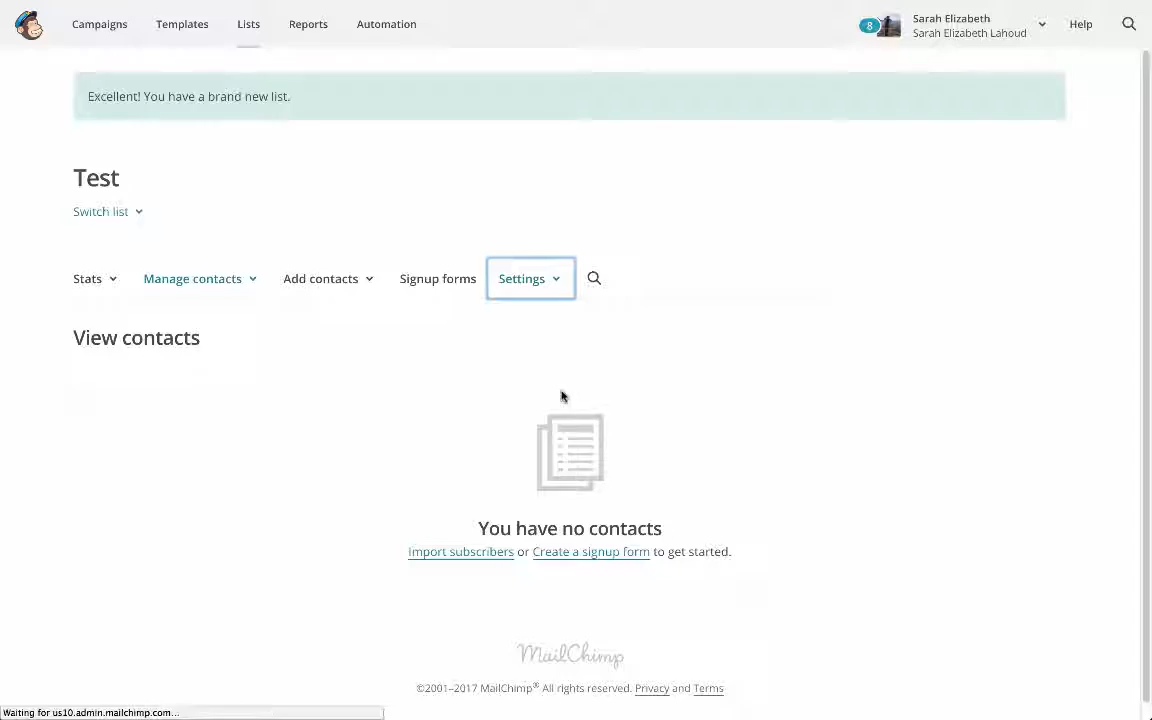 Campaigns Templates Lists Reports Automation
8
Sarah Elizabeth
Sarah Elizabeth Lahoud
Help
Excellent! You have a brand new list.
Test
Switch list
Stats Manage contacts Add contacts Signup forms Settings
View contacts
You have no contacts
Import subscribers or Create a signup form to get started.
MailChimp
©2001–2017 MailChimp® All rights reserved. Privacy and Terms
Waiting for us10.admin.mailchimp.com...